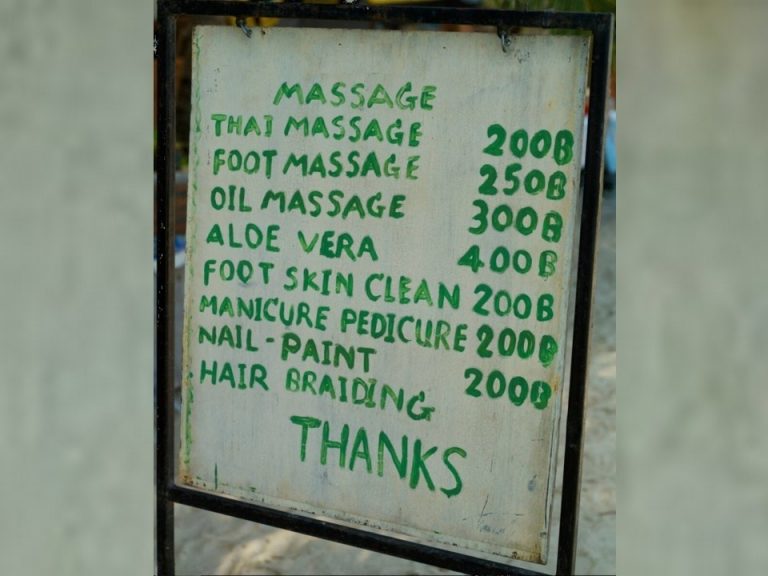 MASSAGE
THAI MASSAGE 200B
FOOT MASSAGE 250B
OIL MASSAGE 300B
ALOE VERA 400B
FOOT SKIN CLEAN 200B
MANICURE PEDICURE 200B
NAIL-PAINT 200B
HAIR BRAIDING
THANKS